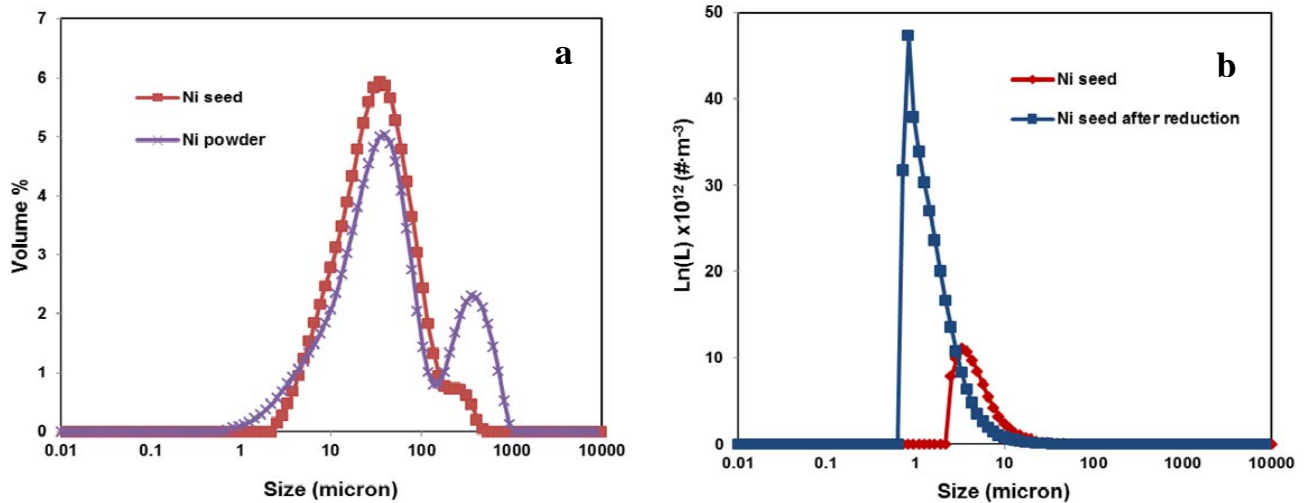 a
7
6
5
4
3
2
1
0
Volume %
Ni seed
Ni powder
0.01 0.1 1 10 100 1000 10000
Size (micron)
b
50
40
30
20
10
0
Ln(L) x10¹² (#·m⁻³)
Ni seed
Ni seed after reduction
0.01 0.1 1 10 100 1000 10000
Size (micron)